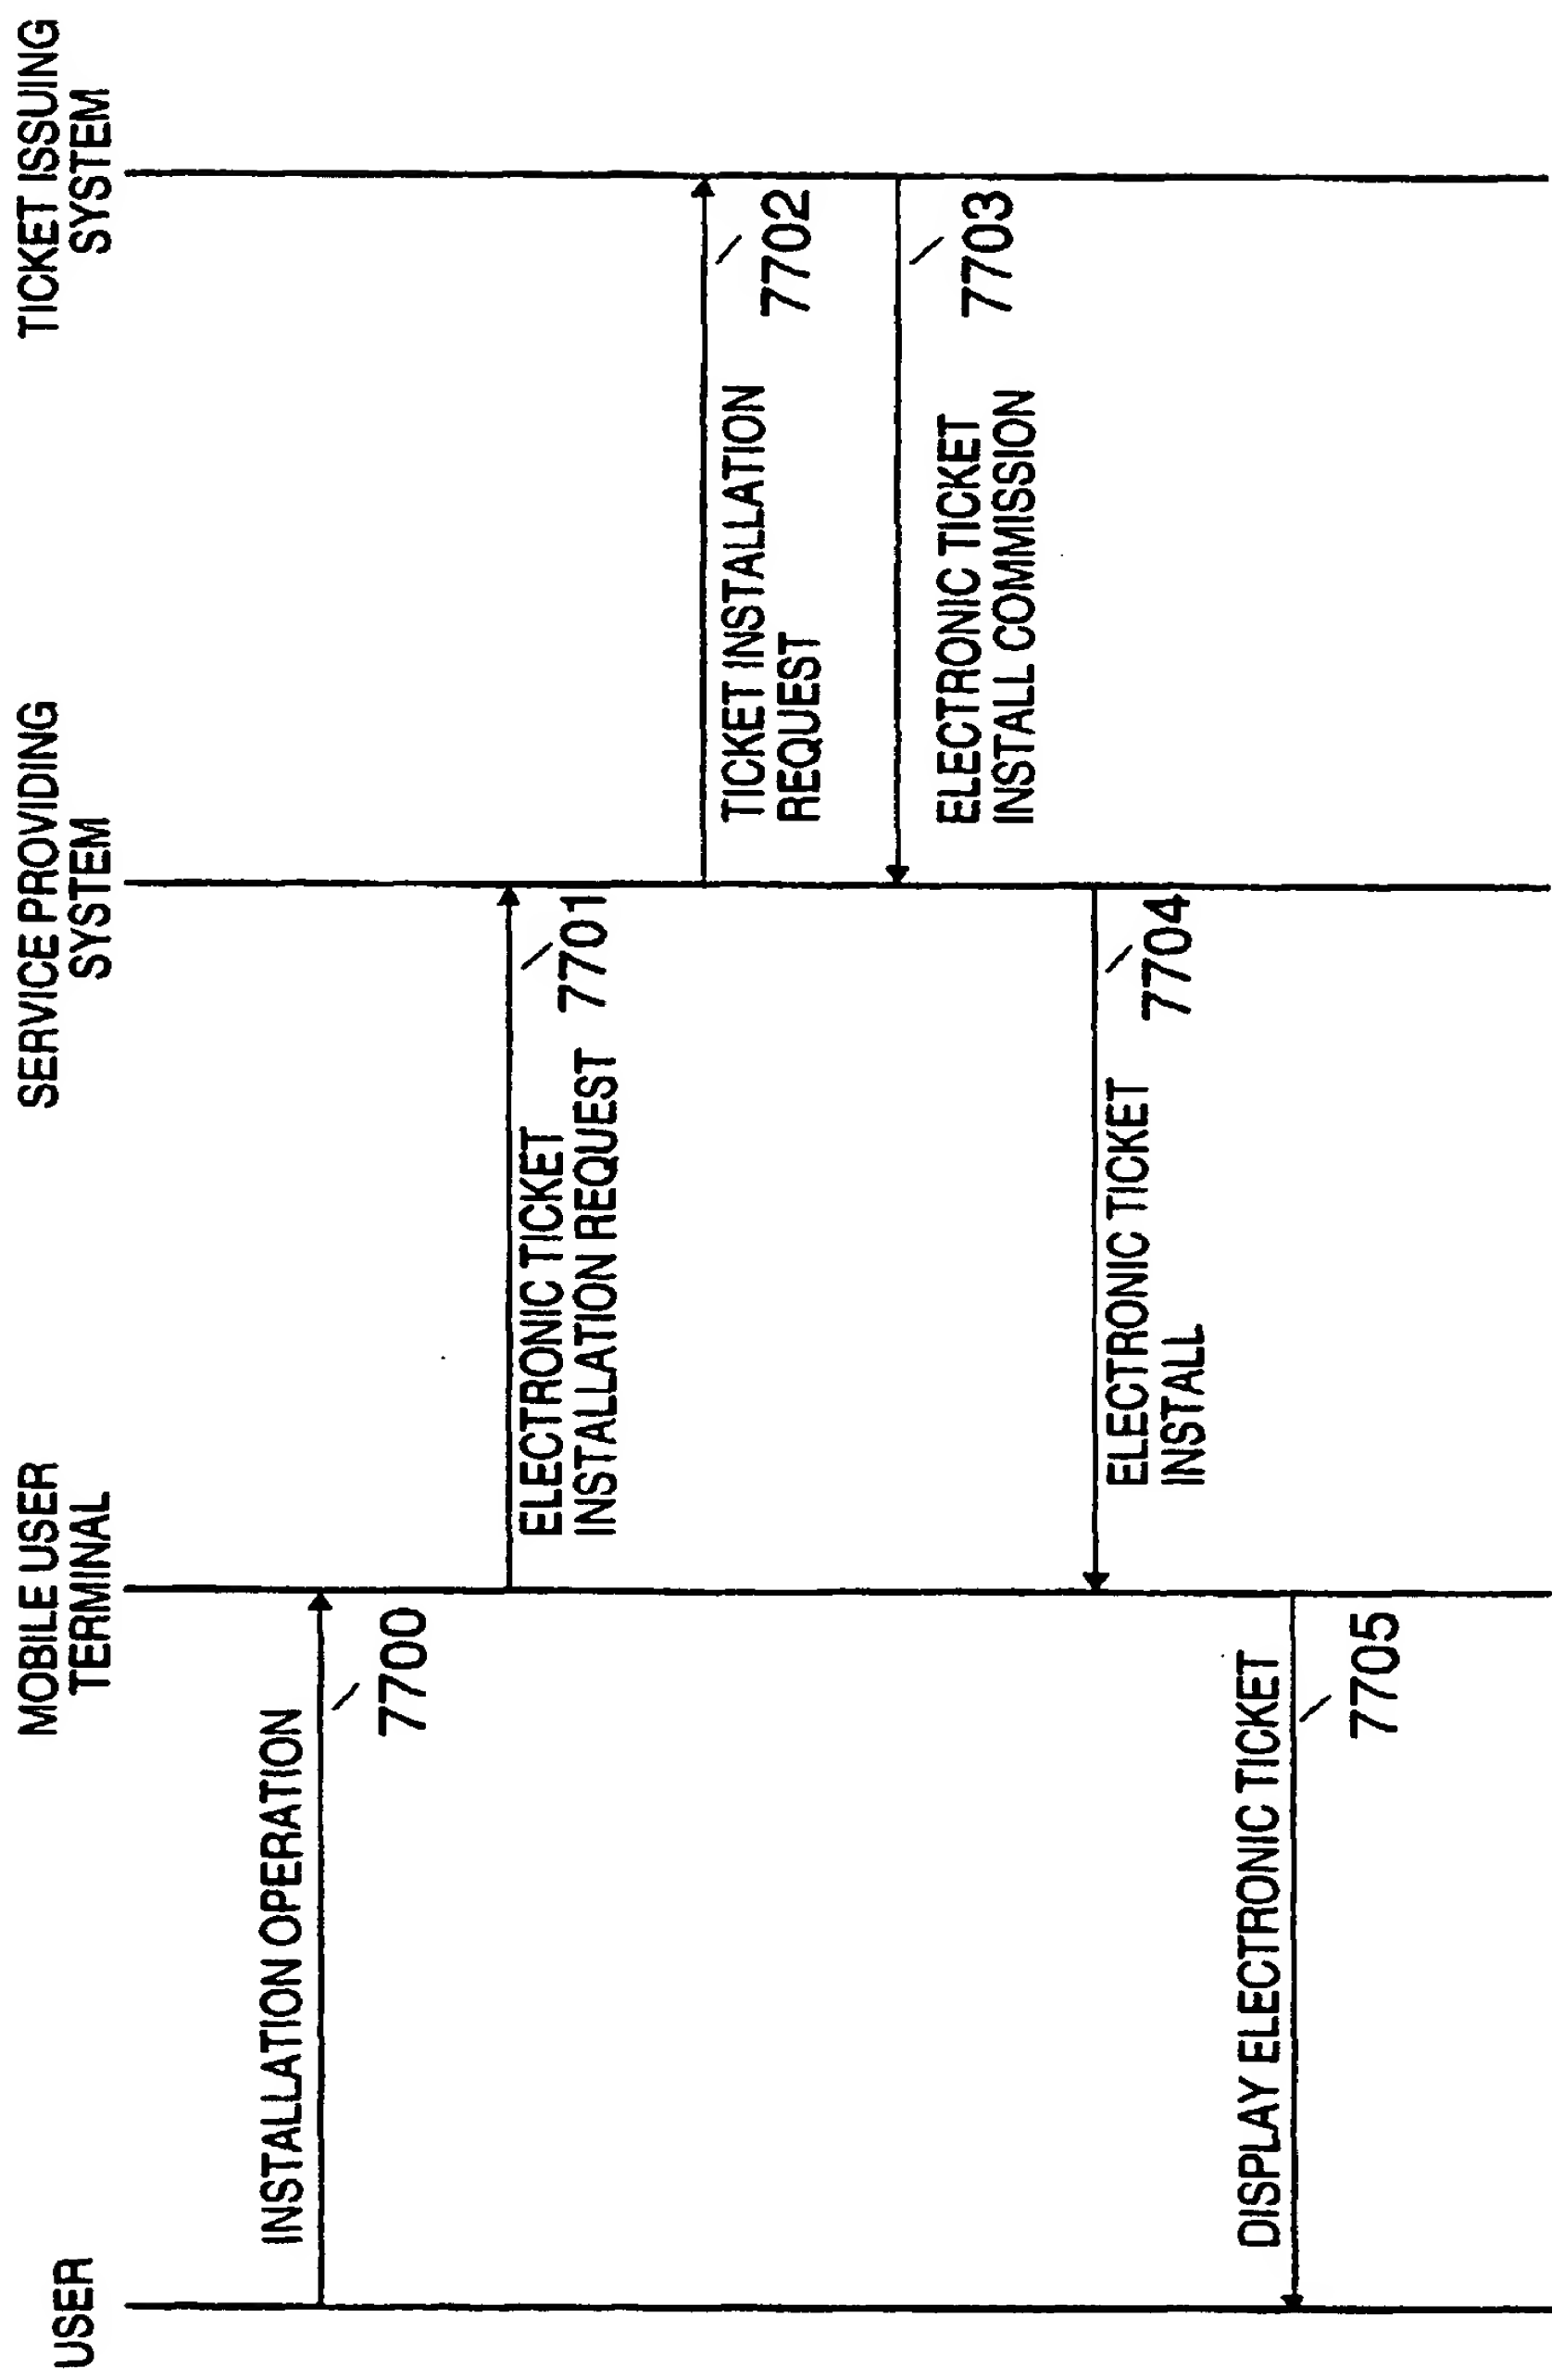 USER
MOBILE USER
TERMINAL
SERVICE PROVIDING
SYSTEM
TICKET ISSUING
SYSTEM
INSTALLATION OPERATION
7700
ELECTRONIC TICKET
INSTALLATION REQUEST
7701
TICKET INSTALLATION
REQUEST
7702
ELECTRONIC TICKET
INSTALL COMMISSION
7703
ELECTRONIC TICKET
INSTALL
7704
DISPLAY ELECTRONIC TICKET
7705